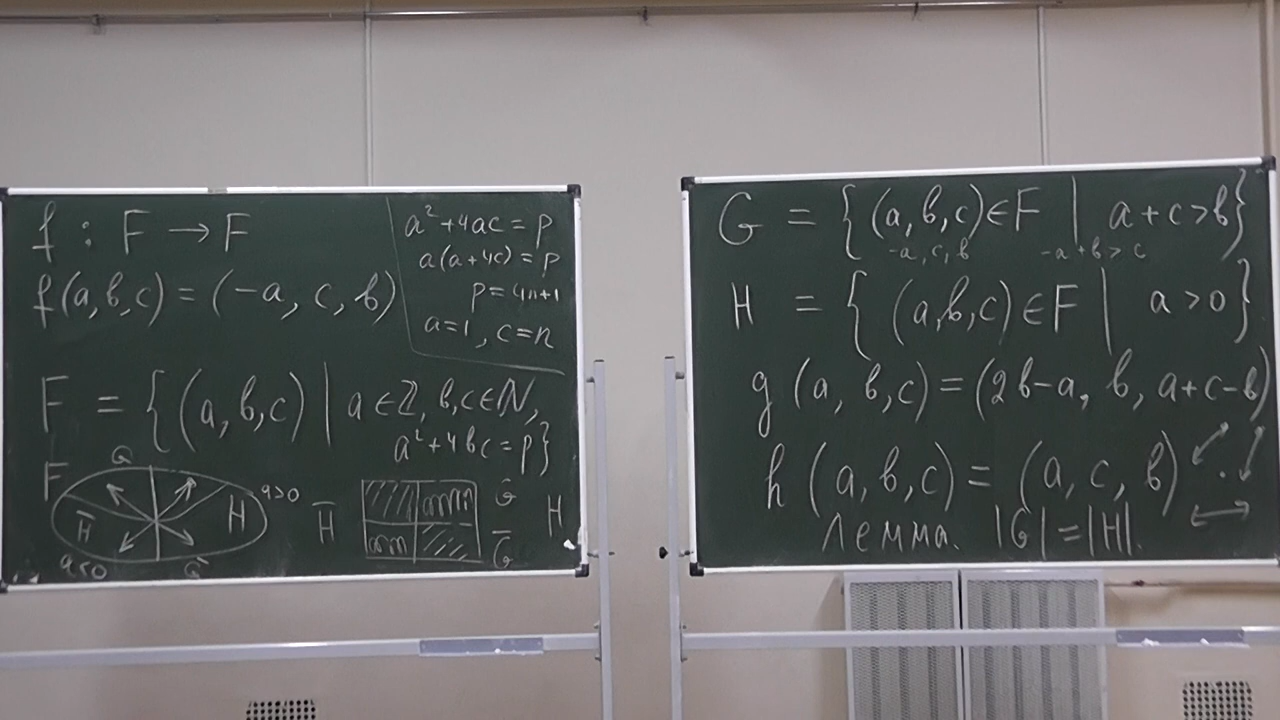 f : F → F
f(a,b,c) = (-a, c, b)
a² + 4ac = p
a(a+4c) = p
p = 4n+1
a=1, c=n
F = {(a,b,c) | a ∈ ℤ, b,c ∈ ℕ,
a² + 4bc = p}
F
G
H̄
H
a>0
a<0
Ḡ
H̄
G
Ḡ
H
G = {(a,b,c) ∈ F | a+c > b}
-a, c, b -a+b > c
H = {(a,b,c) ∈ F | a > 0}
g(a, b,c) = (2b-a, b, a+c-b)
h(a,b,c) = (a, c, b)
Лемма. |G| = |H|.